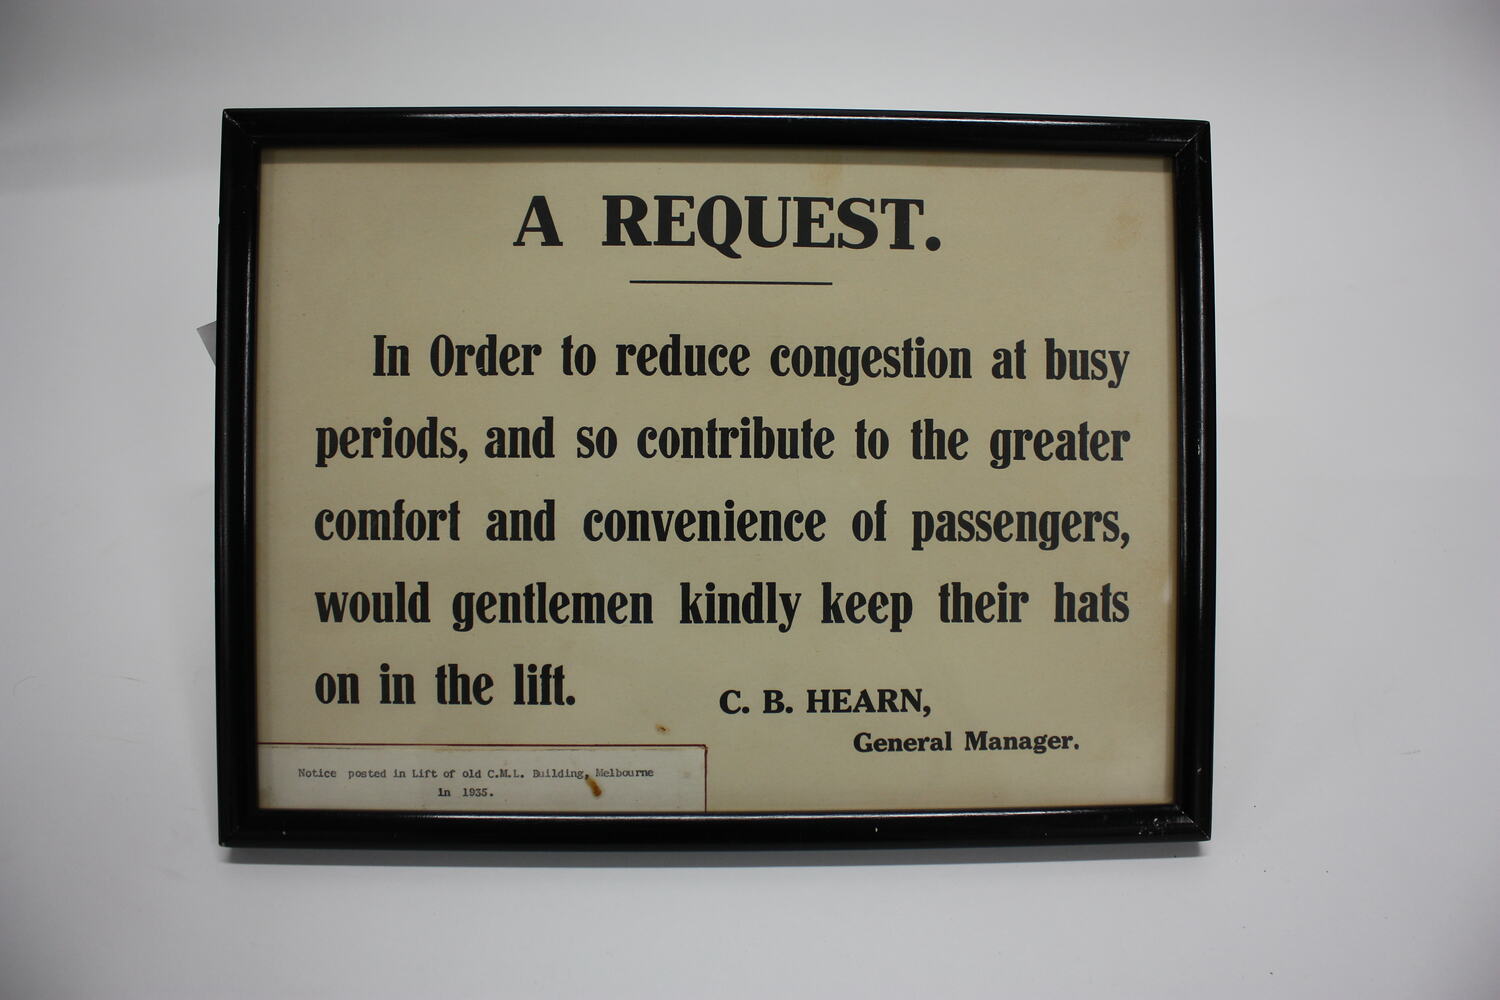 A REQUEST.
In Order to reduce congestion at busy
periods, and so contribute to the greater
comfort and convenience of passengers,
would gentlemen kindly keep their hats
on in the lift.
C. B. HEARN,
General Manager.
Notice posted in Lift of old C.M.L. Building, Melbourne
in 1935.